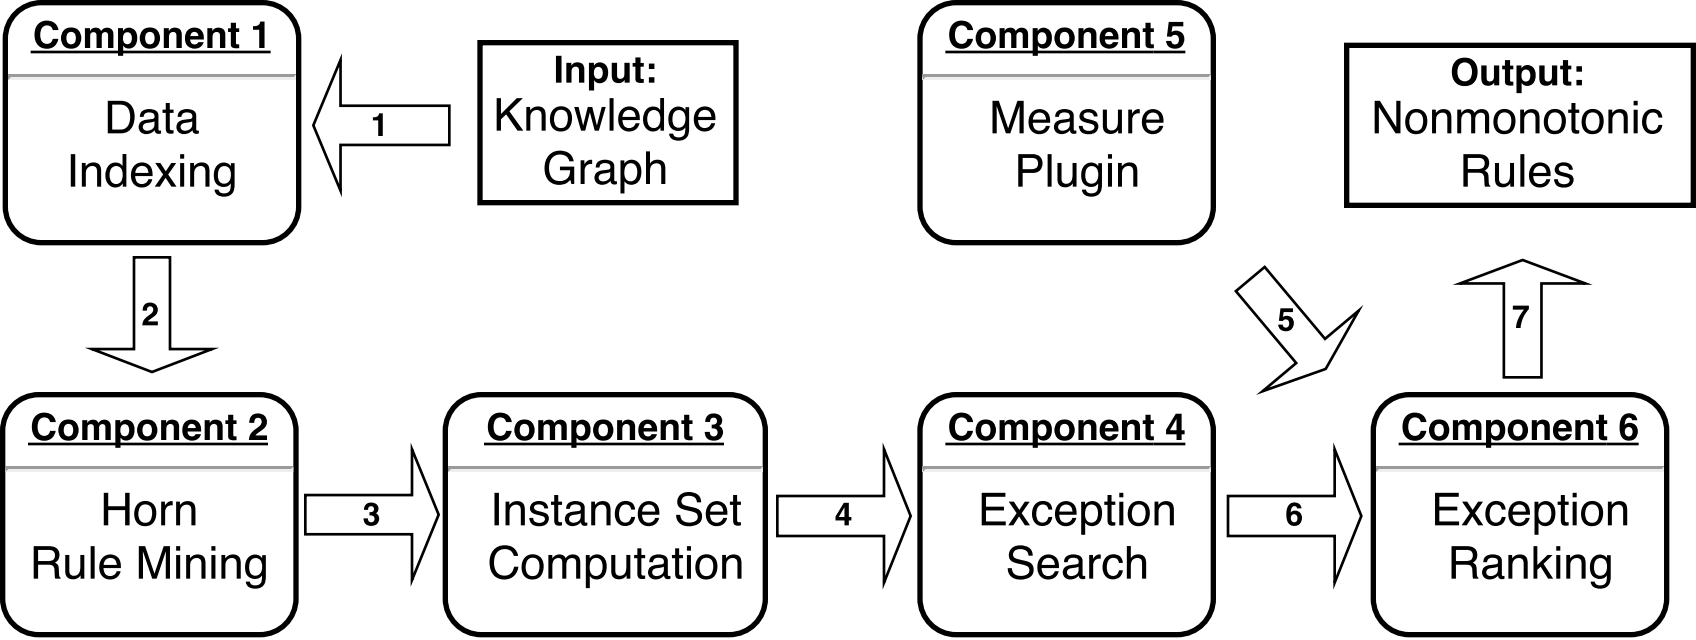 Component 1
Data
Indexing
1
Input:
Knowledge
Graph
Component 5
Measure
Plugin
Output:
Nonmonotonic
Rules
2
5
7
Component 2
Horn
Rule Mining
3
Component 3
Instance Set
Computation
4
Component 4
Exception
Search
6
Component 6
Exception
Ranking